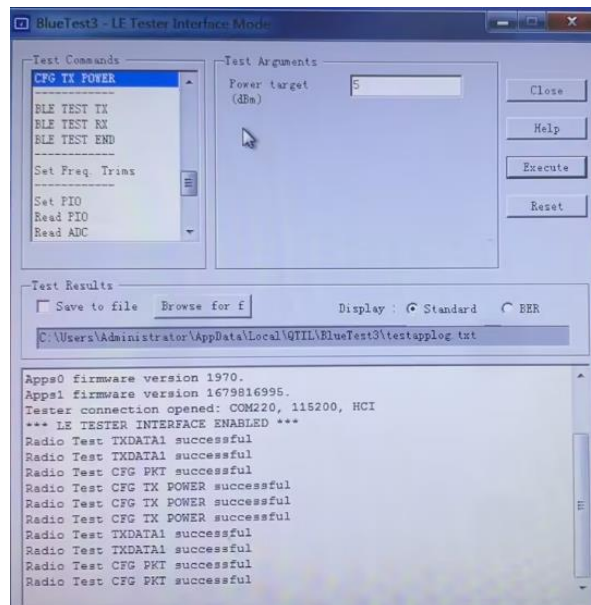 BlueTest3 - LE Tester Interface Mode
Test Commands
CFG TX POWER
------------
BLE TEST TX
BLE TEST RX
BLE TEST END
------------
Set Freq. Trims
------------
Set PIO
Read PIO
Read ADC
Test Arguments
Power target
(dBm)
5
Close
Help
Execute
Reset
Test Results
Save to file
Browse for f
Display :
Standard
BER
C:\Users\Administrator\AppData\Local\QTIL\BlueTest3\testapplog.txt
Apps0 firmware version 1970.
Apps1 firmware version 1679816995.
Tester connection opened: COM220, 115200, HCI
*** LE TESTER INTERFACE ENABLED ***
Radio Test TXDATA1 successful
Radio Test TXDATA1 successful
Radio Test CFG PKT successful
Radio Test CFG TX POWER successful
Radio Test CFG TX POWER successful
Radio Test CFG TX POWER successful
Radio Test TXDATA1 successful
Radio Test TXDATA1 successful
Radio Test CFG PKT successful
Radio Test CFG PKT successful